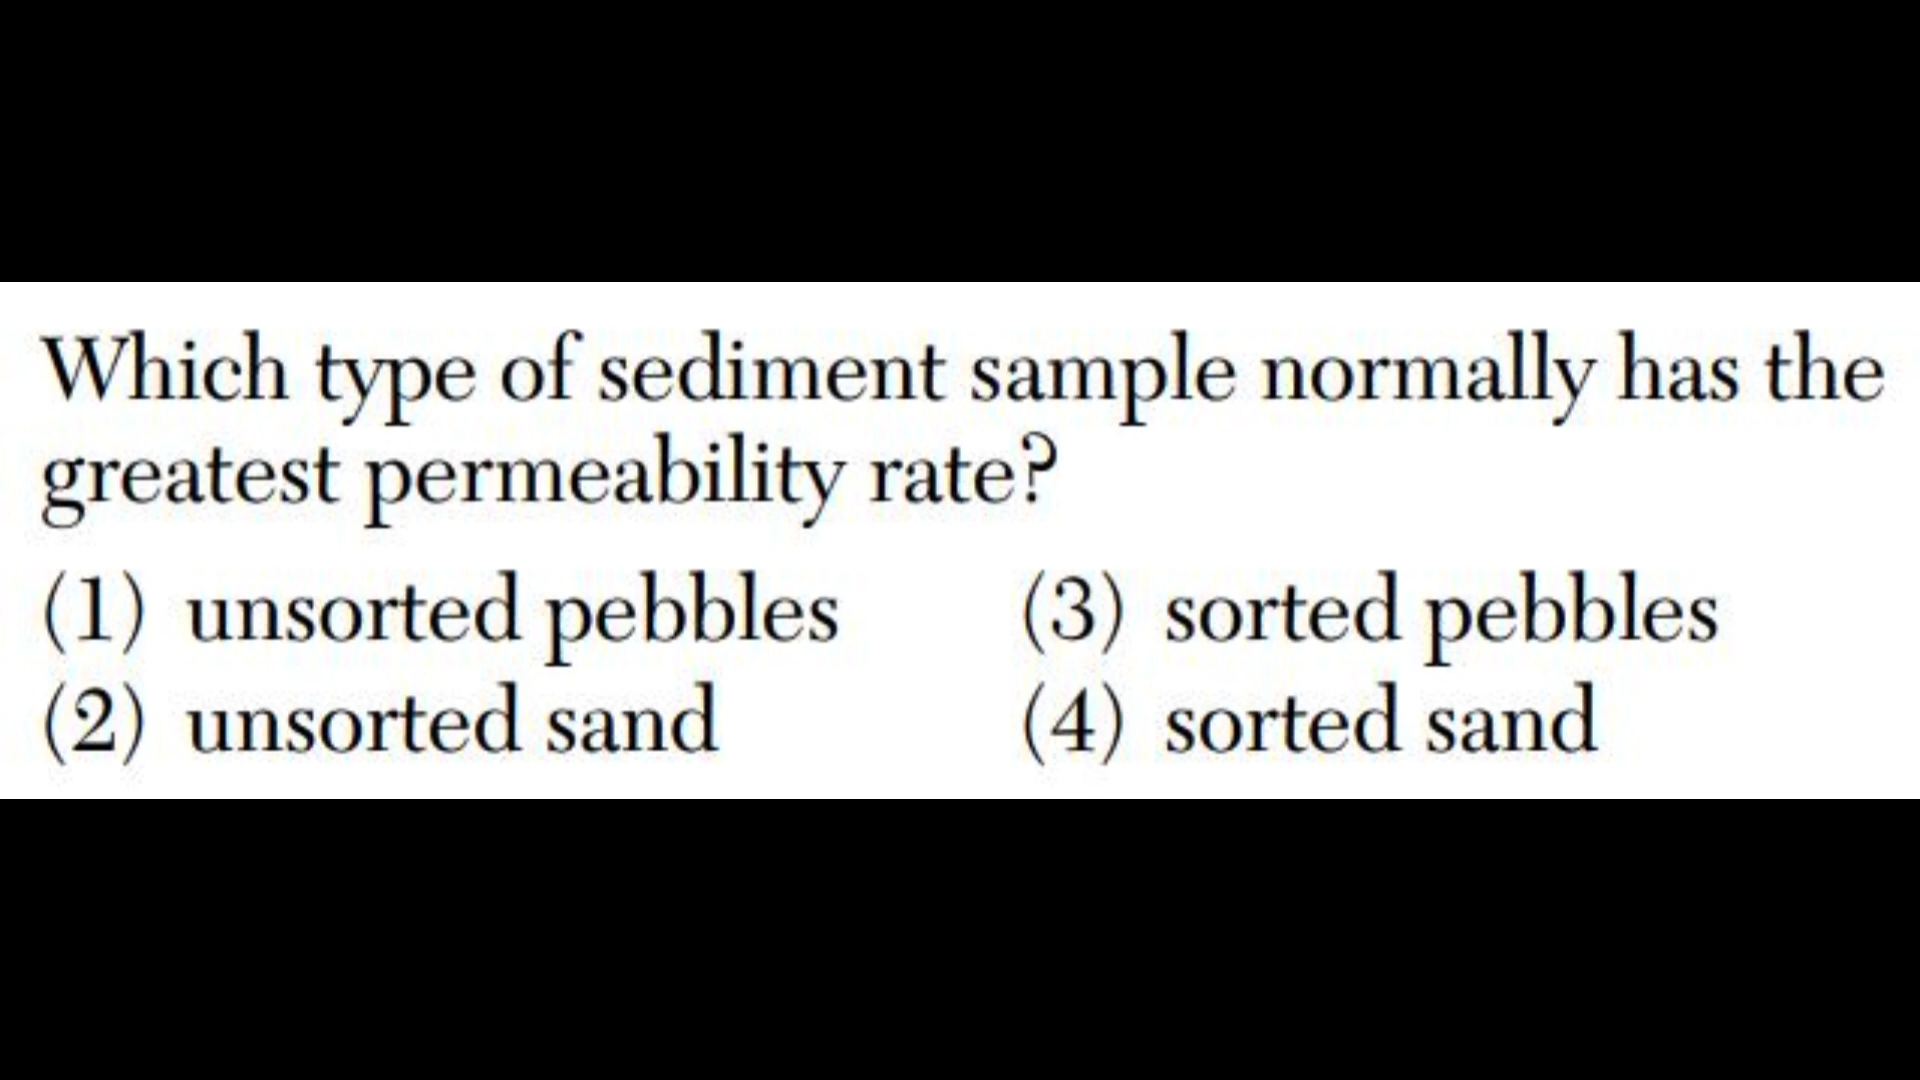 Which type of sediment sample normally has the
greatest permeability rate?
(1) unsorted pebbles (3) sorted pebbles
(2) unsorted sand (4) sorted sand